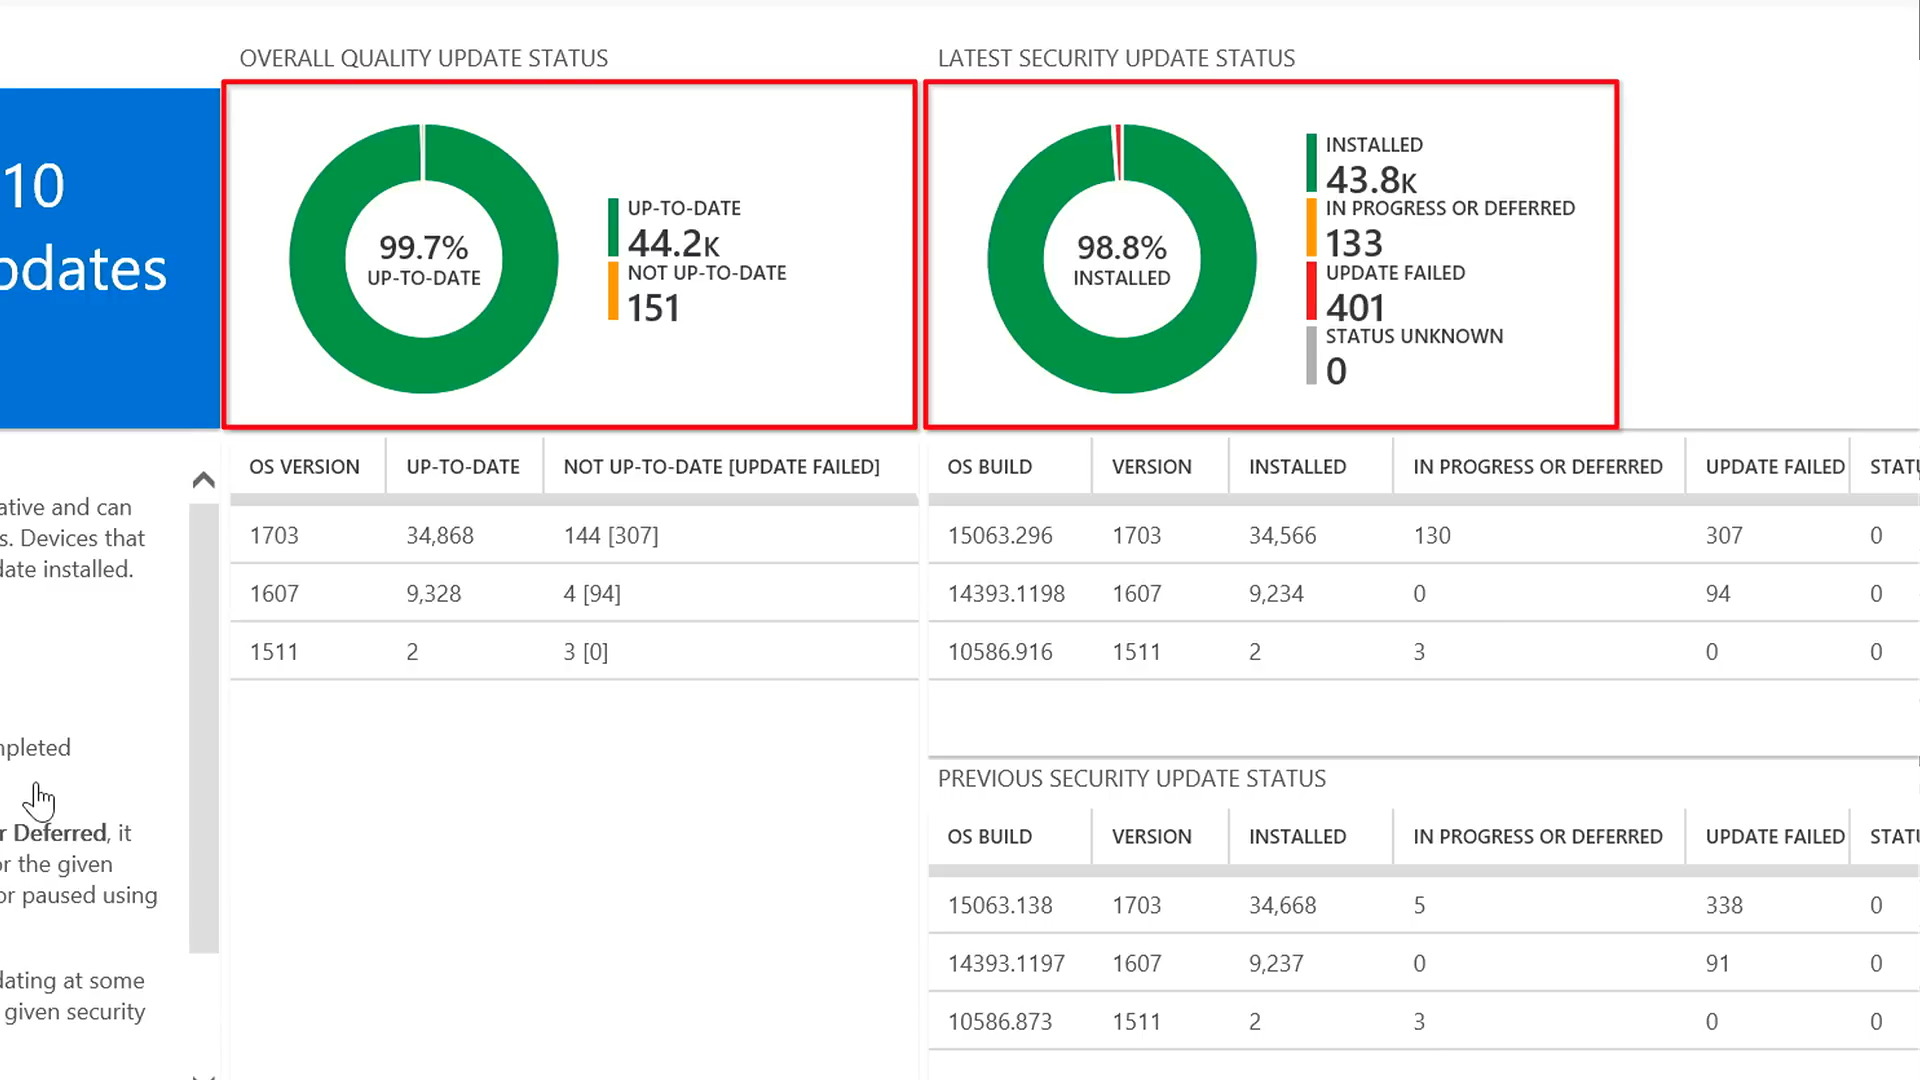 OVERALL QUALITY UPDATE STATUS
LATEST SECURITY UPDATE STATUS
10
pdates
99.7%
UP-TO-DATE
UP-TO-DATE
44.2K
NOT UP-TO-DATE
151
98.8%
INSTALLED
INSTALLED
43.8K
IN PROGRESS OR DEFERRED
133
UPDATE FAILED
401
STATUS UNKNOWN
0
ative and can
s. Devices that
date installed.
mpleted
r Deferred, it
or the given
or paused using
dating at some
given security
OS VERSION UP-TO-DATE NOT UP-TO-DATE [UPDATE FAILED]
1703 34,868 144 [307]
1607 9,328 4 [94]
1511 2 3 [0]
OS BUILD VERSION INSTALLED IN PROGRESS OR DEFERRED UPDATE FAILED STATU
15063.296 1703 34,566 130 307 0
14393.1198 1607 9,234 0 94 0
10586.916 1511 2 3 0 0
PREVIOUS SECURITY UPDATE STATUS
OS BUILD VERSION INSTALLED IN PROGRESS OR DEFERRED UPDATE FAILED STATU
15063.138 1703 34,668 5 338 0
14393.1197 1607 9,237 0 91 0
10586.873 1511 2 3 0 0